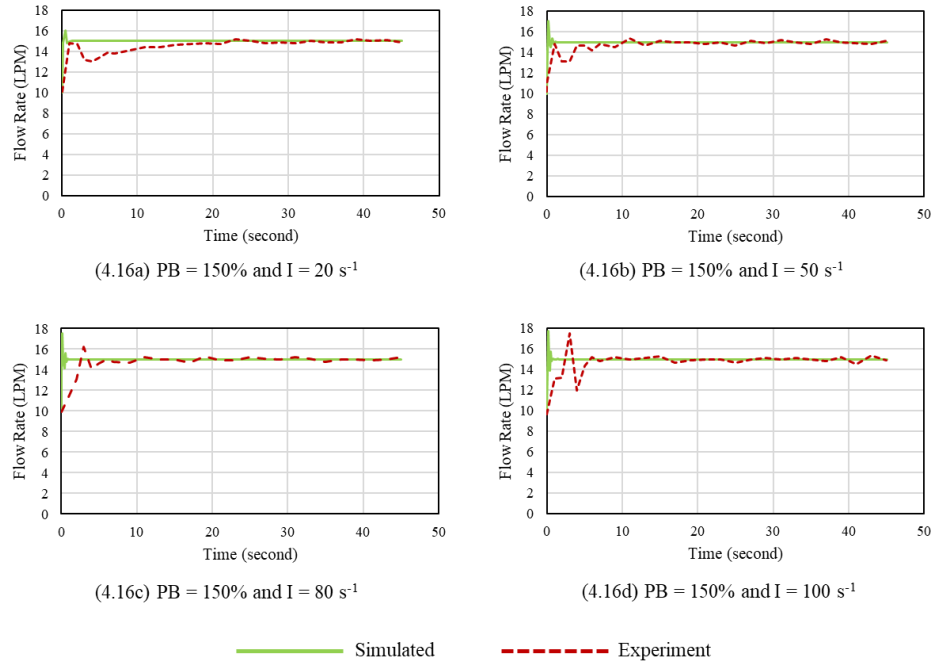 18
16
14
12
10
8
6
4
2
0
Flow Rate (LPM)
0 10 20 30 40 50
Time (second)
(4.16a) PB = 150% and I = 20 s-1
18
16
14
12
10
8
6
4
2
0
Flow Rate (LPM)
0 10 20 30 40 50
Time (second)
(4.16b) PB = 150% and I = 50 s-1
18
16
14
12
10
8
6
4
2
0
Flow Rate (LPM)
0 10 20 30 40 50
Time (second)
(4.16c) PB = 150% and I = 80 s-1
18
16
14
12
10
8
6
4
2
0
Flow Rate (LPM)
0 10 20 30 40 50
Time (second)
(4.16d) PB = 150% and I = 100 s-1
Simulated Experiment